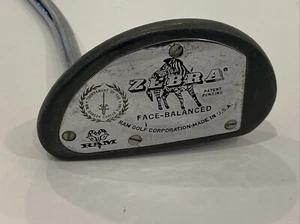 ZEBRA®
PATENT
PENDING
FACE-BALANCED
RAM GOLF CORPORATION-MADE IN U.S.A.
RAM